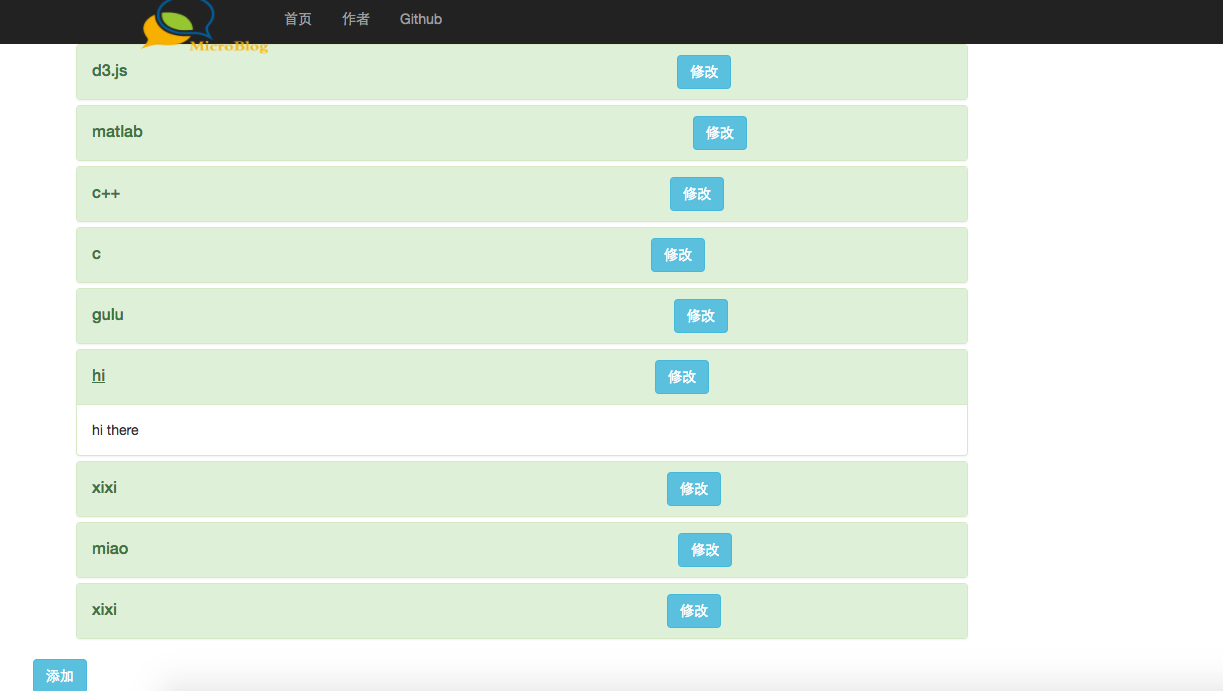 首页 作者 Github
MicroBlog
d3.js 修改
matlab 修改
c++ 修改
c 修改
gulu 修改
hi 修改
hi there
xixi 修改
miao 修改
xixi 修改
添加